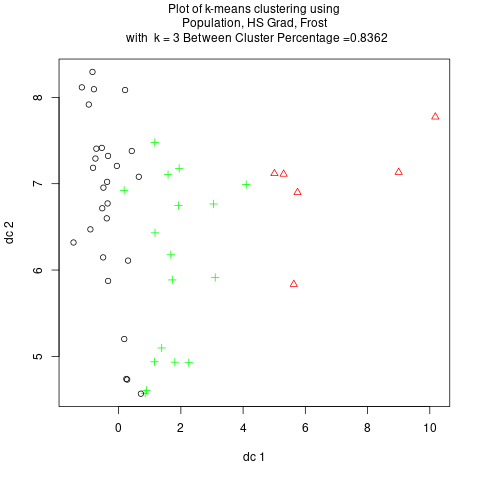 Plot of k-means clustering using
Population, HS Grad, Frost
with k = 3 Between Cluster Percentage =0.8362
8
7
6
5
dc 2
0 2 4 6 8 10
dc 1